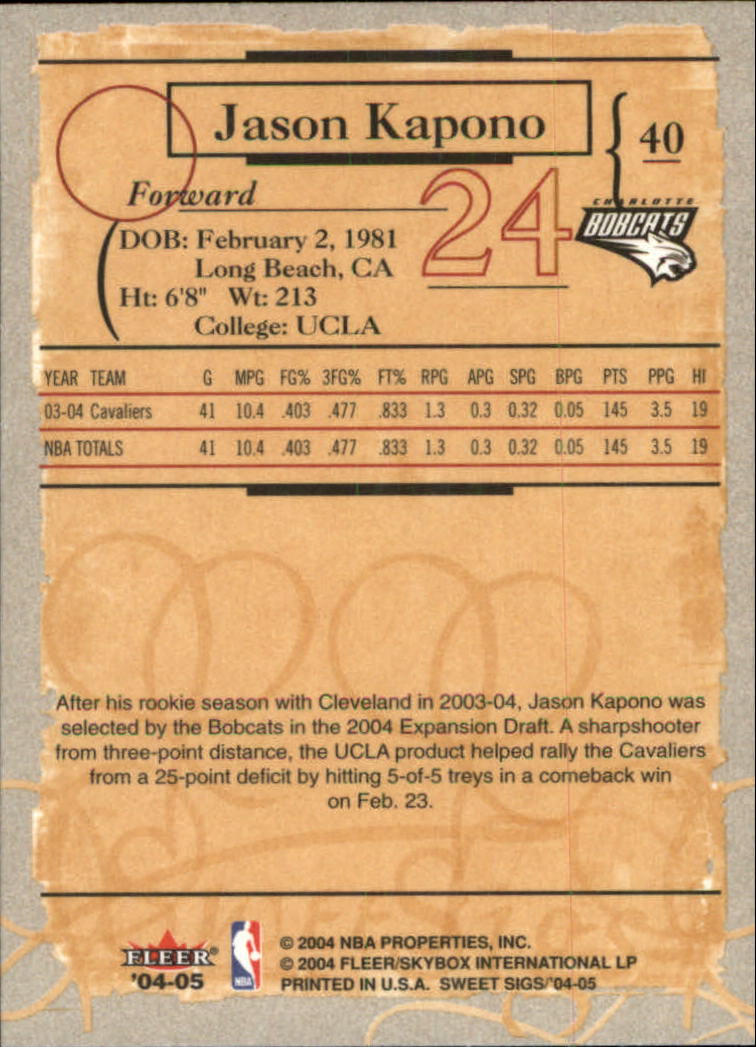 Jason Kapono
40
Forward
24
CHARLOTTE
BOBCATS
DOB: February 2, 1981
Long Beach, CA
Ht: 6'8" Wt: 213
College: UCLA
YEAR TEAM G MPG FG% 3FG% FT% RPG APG SPG BPG PTS PPG HI
03-04 Cavaliers 41 10.4 .403 .477 .833 1.3 0.3 0.32 0.05 145 3.5 19
NBA TOTALS 41 10.4 .403 .477 .833 1.3 0.3 0.32 0.05 145 3.5 19
After his rookie season with Cleveland in 2003-04, Jason Kapono was
selected by the Bobcats in the 2004 Expansion Draft. A sharpshooter
from three-point distance, the UCLA product helped rally the Cavaliers
from a 25-point deficit by hitting 5-of-5 treys in a comeback win
on Feb. 23.
FLEER®
'04-05
NBA
© 2004 NBA PROPERTIES, INC.
© 2004 FLEER/SKYBOX INTERNATIONAL LP
PRINTED IN U.S.A. SWEET SIGS/'04-05